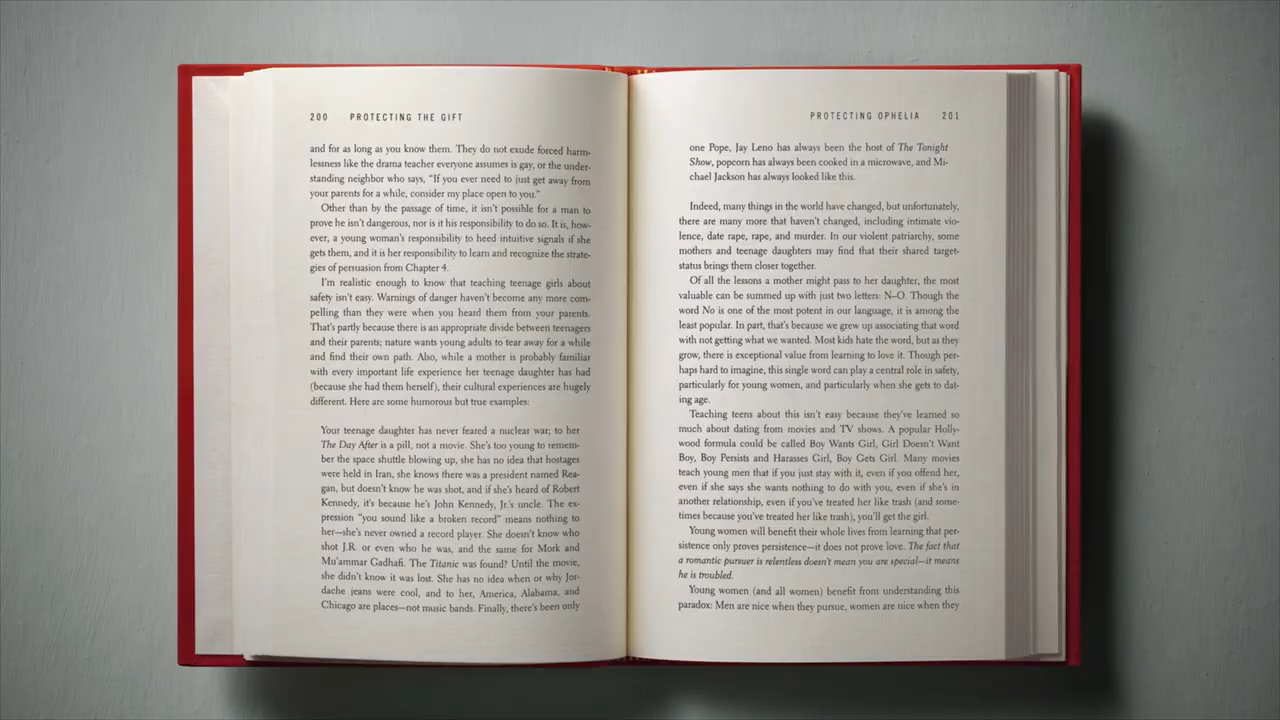 200 PROTECTING THE GIFT
and for as long as you know them. They do not exude forced harm-
lessness like the drama teacher everyone assumes is gay, or the under-
standing neighbor who says, “If you ever need to just get away from
your parents for a while, consider my place open to you.”
Other than by the passage of time, it isn’t possible for a man to
prove he isn’t dangerous, nor is it his responsibility to do so. It is, how-
ever, a young woman’s responsibility to heed intuitive signals if she
gets them, and it is her responsibility to learn and recognize the strate-
gies of persuasion from Chapter 4.
I’m realistic enough to know that teaching teenage girls about
safety isn’t easy. Warnings of danger haven’t become any more com-
pelling than they were when you heard them from your parents.
That’s partly because there is an appropriate divide between teenagers
and their parents; nature wants young adults to tear away for a while
and find their own path. Also, while a mother is probably familiar
with every important life experience her teenage daughter has had
(because she had them herself), their cultural experiences are hugely
different. Here are some humorous but true examples:
Your teenage daughter has never feared a nuclear war; to her
The Day After is a pill, not a movie. She’s too young to remem-
ber the space shuttle blowing up, she has no idea that hostages
were held in Iran, she knows there was a president named Rea-
gan, but doesn’t know he was shot, and if she’s heard of Robert
Kennedy, it’s because he’s John Kennedy, Jr.’s uncle. The ex-
pression “you sound like a broken record” means nothing to
her—she’s never owned a record player. She doesn’t know who
shot J.R. or even who he was, and the same for Mork and
Mu’ammar Gadhafi. The Titanic was found? Until the movie,
she didn’t know it was lost. She has no idea when or why Jor-
dache jeans were cool, and to her, America, Alabama, and
Chicago are places—not music bands. Finally, there’s been only
PROTECTING OPHELIA 201
one Pope, Jay Leno has always been the host of The Tonight
Show, popcorn has always been cooked in a microwave, and Mi-
chael Jackson has always looked like this.
Indeed, many things in the world have changed, but unfortunately,
there are many more that haven’t changed, including intimate vio-
lence, date rape, rape, and murder. In our violent patriarchy, some
mothers and teenage daughters may find that their shared target-
status brings them closer together.
Of all the lessons a mother might pass to her daughter, the most
valuable can be summed up with just two letters: N–O. Though the
word No is one of the most potent in our language, it is among the
least popular. In part, that’s because we grew up associating that word
with not getting what we wanted. Most kids hate the word, but as they
grow, there is exceptional value from learning to love it. Though per-
haps hard to imagine, this single word can play a central role in safety,
particularly for young women, and particularly when she gets to dat-
ing age.
Teaching teens about this isn’t easy because they’ve learned so
much about dating from movies and TV shows. A popular Holly-
wood formula could be called Boy Wants Girl, Girl Doesn’t Want
Boy, Boy Persists and Harasses Girl, Boy Gets Girl. Many movies
teach young men that if you just stay with it, even if you offend her,
even if she says she wants nothing to do with you, even if she’s in
another relationship, even if you’ve treated her like trash (and some-
times because you’ve treated her like trash), you’ll get the girl.
Young women will benefit their whole lives from learning that per-
sistence only proves persistence—it does not prove love. The fact that
a romantic pursuer is relentless doesn’t mean you are special—it means
he is troubled.
Young women (and all women) benefit from understanding this
paradox: Men are nice when they pursue, women are nice when they